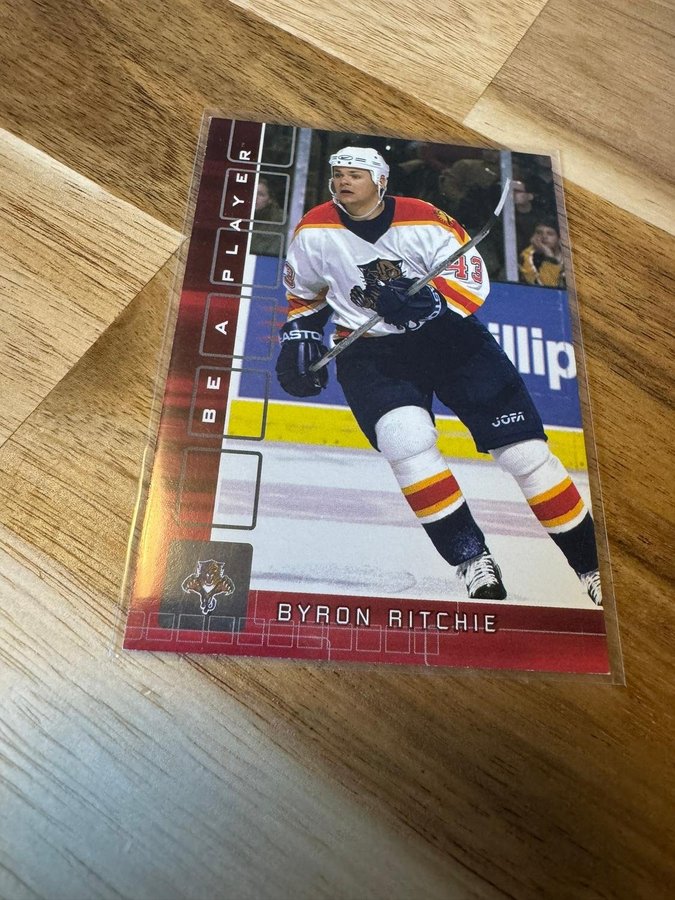 BE A PLAYER
EASTON
43
JOFA
illip
BYRON RITCHIE